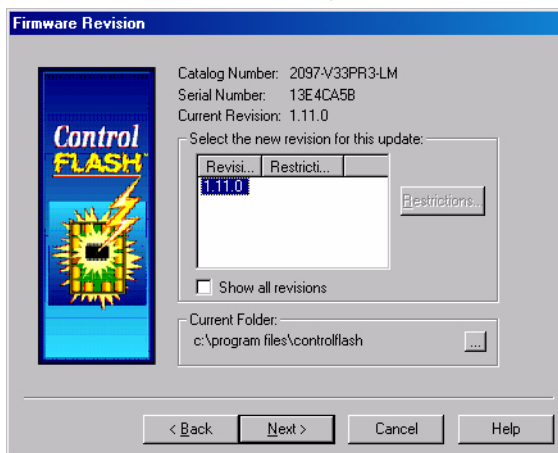 Firmware Revision
Catalog Number: 2097-V33PR3-LM
Serial Number: 13E4CA5B
Current Revision: 1.11.0
Control
FLASH
Select the new revision for this update:
Revisi... Restricti...
1.11.0
Restrictions...
Show all revisions
Current Folder:
c:\program files\controlflash
...
< Back Next > Cancel Help